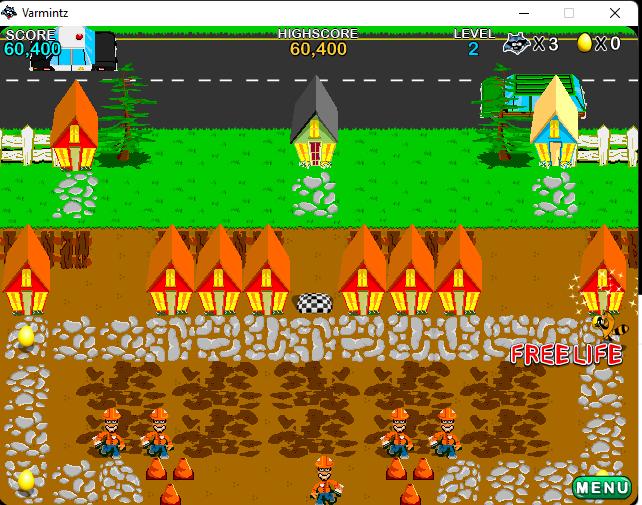 Varmintz
SCORE HIGHSCORE LEVEL
60,400 60,400 2 X3 X0
FREE LIFE
MENU